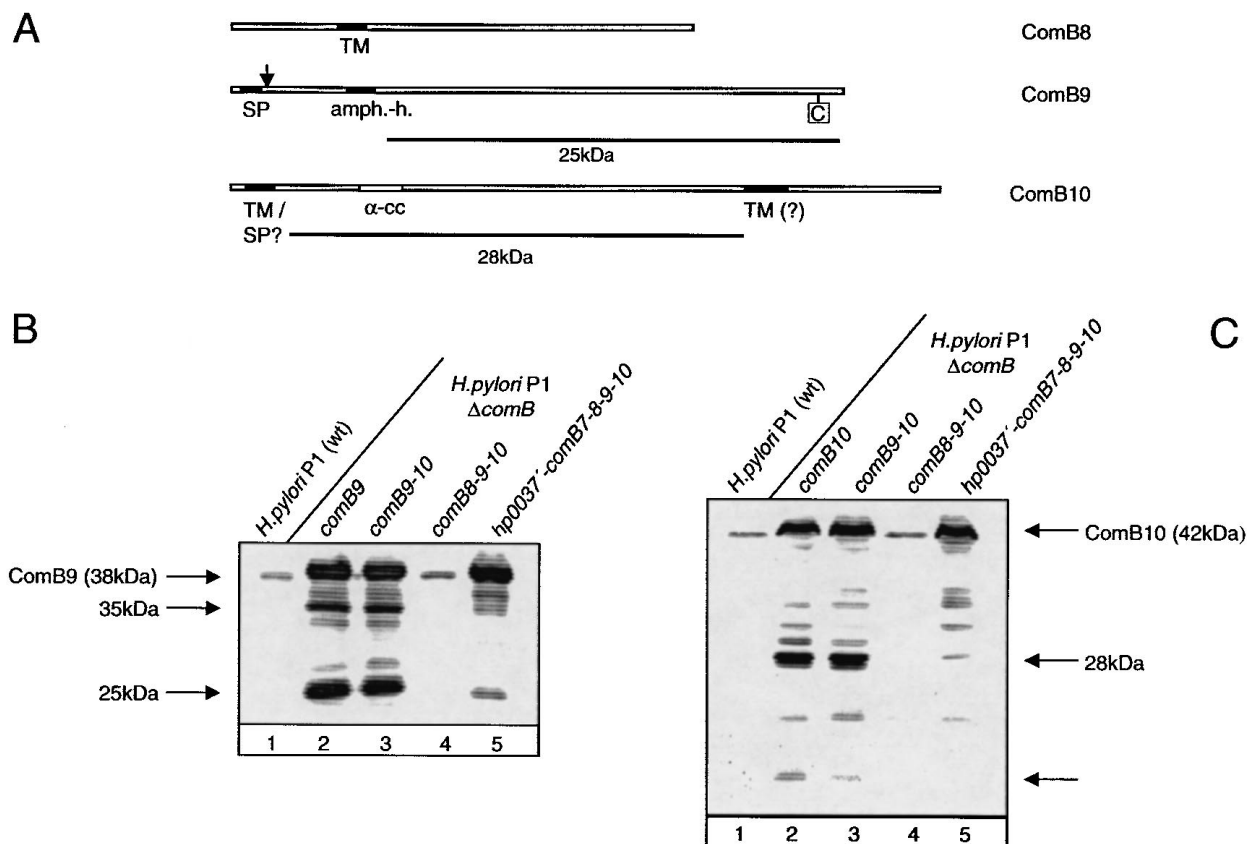 A
ComB8
TM
ComB9
SP
amph.-h.
C
25kDa
ComB10
TM /
SP?
α-cc
TM (?)
28kDa
B
H.pylori P1 (wt)
H.pylori P1
ΔcomB
comB9
comB9-10
comB8-9-10
hp0037´-comB7-8-9-10
ComB9 (38kDa)
35kDa
25kDa
1 2 3 4 5
C
H.pylori P1 (wt)
H.pylori P1
ΔcomB
comB10
comB9-10
comB8-9-10
hp0037´-comB7-8-9-10
ComB10 (42kDa)
28kDa
1 2 3 4 5